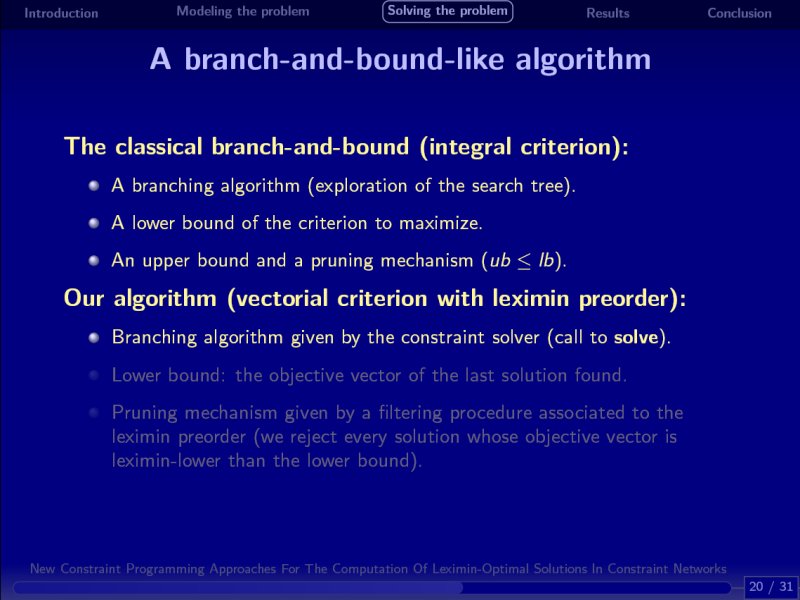 Introduction Modeling the problem Solving the problem Results Conclusion
A branch-and-bound-like algorithm
The classical branch-and-bound (integral criterion):
A branching algorithm (exploration of the search tree).
A lower bound of the criterion to maximize.
An upper bound and a pruning mechanism (ub ≤ lb).
Our algorithm (vectorial criterion with leximin preorder):
Branching algorithm given by the constraint solver (call to solve).
Lower bound: the objective vector of the last solution found.
Pruning mechanism given by a filtering procedure associated to the
leximin preorder (we reject every solution whose objective vector is
leximin-lower than the lower bound).
New Constraint Programming Approaches For The Computation Of Leximin-Optimal Solutions In Constraint Networks
20 / 31